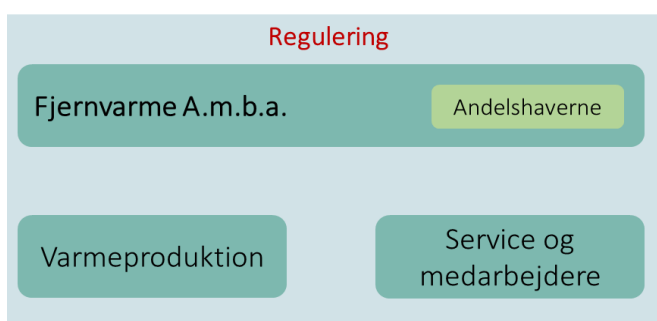 Regulering
Fjernvarme A.m.b.a.
Andelshaverne
Varmeproduktion
Service og
medarbejdere